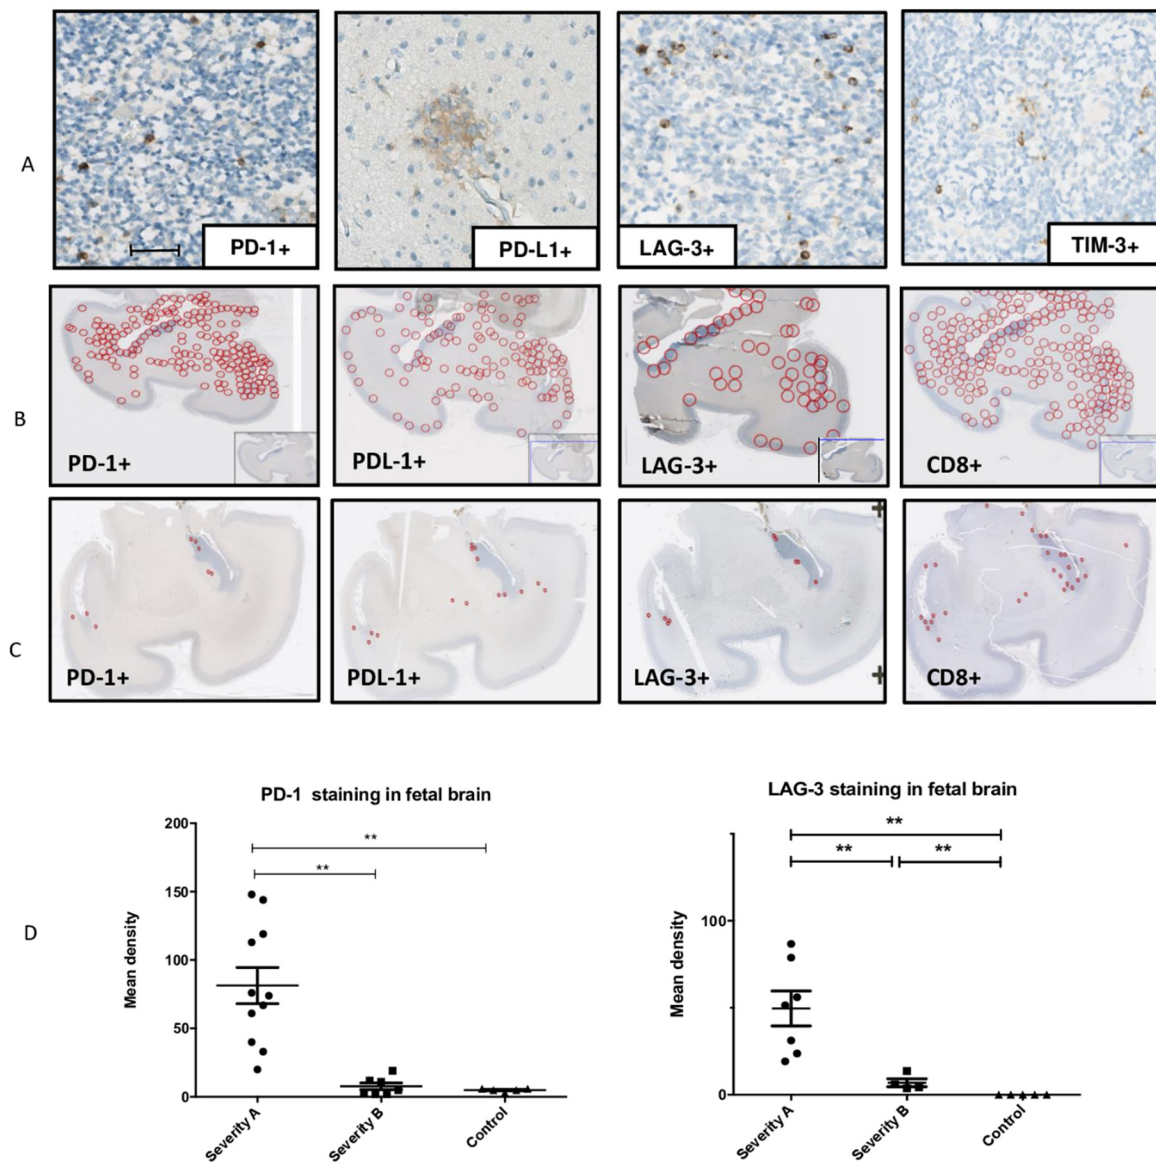 A
PD-1+
PD-L1+
LAG-3+
TIM-3+
B
PD-1+
PDL-1+
LAG-3+
CD8+
C
PD-1+
PDL-1+
LAG-3+
CD8+
D
PD-1 staining in fetal brain
200
150
100
50
0
Mean density
**
**
Severity A
Severity B
Control
LAG-3 staining in fetal brain
100
0
Mean density
**
**
**
Severity A
Severity B
Control